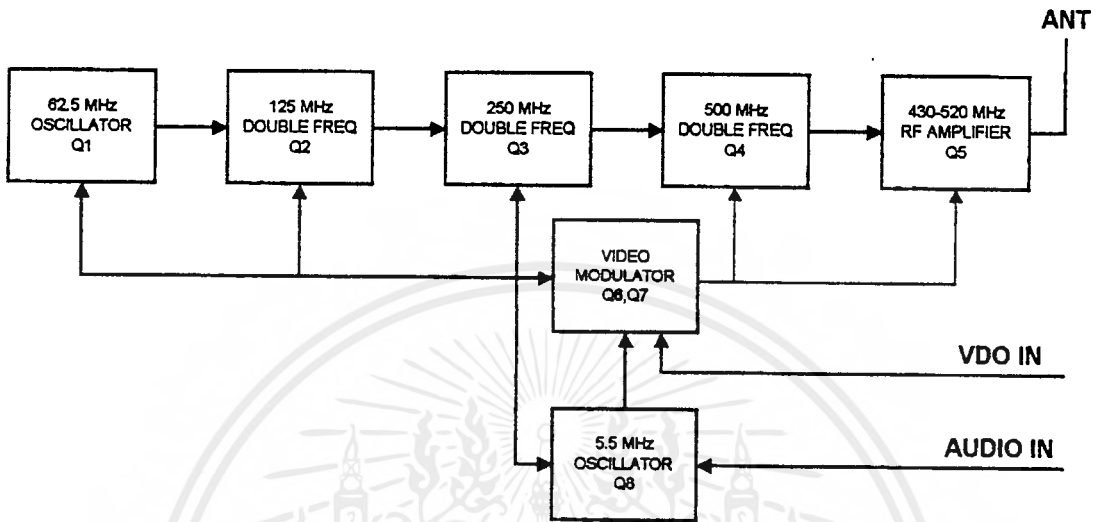 ANT
62.5 MHz
OSCILLATOR
Q1
125 MHz
DOUBLE FREQ
Q2
250 MHz
DOUBLE FREQ
Q3
500 MHz
DOUBLE FREQ
Q4
430-520 MHz
RF AMPLIFIER
Q5
VIDEO
MODULATOR
Q6,Q7
VDO IN
5.5 MHz
OSCILLATOR
Q8
AUDIO IN